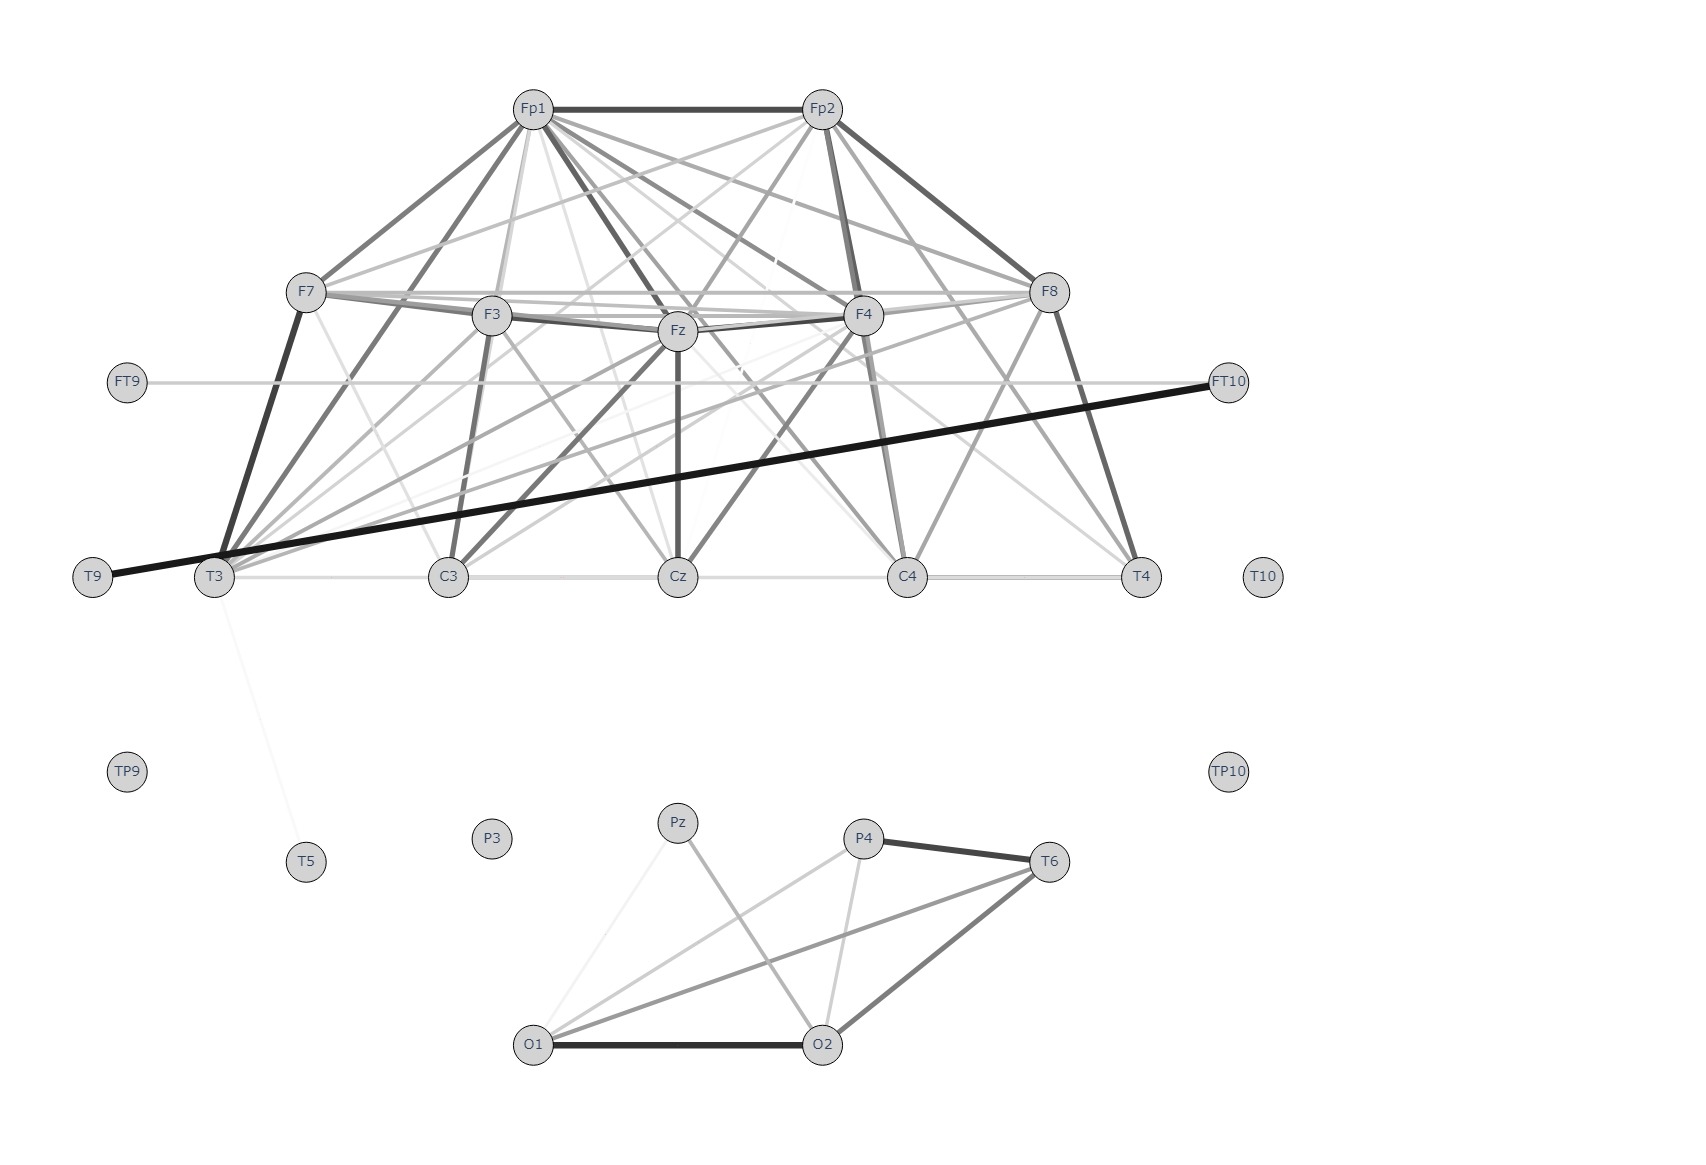 Fp1 Fp2
F7 F8
F3 Fz F4
FT9 FT10
T9 T3 C3 Cz C4 T4 T10
TP9 TP10
Pz
P3 P4
T5 T6
O1 O2